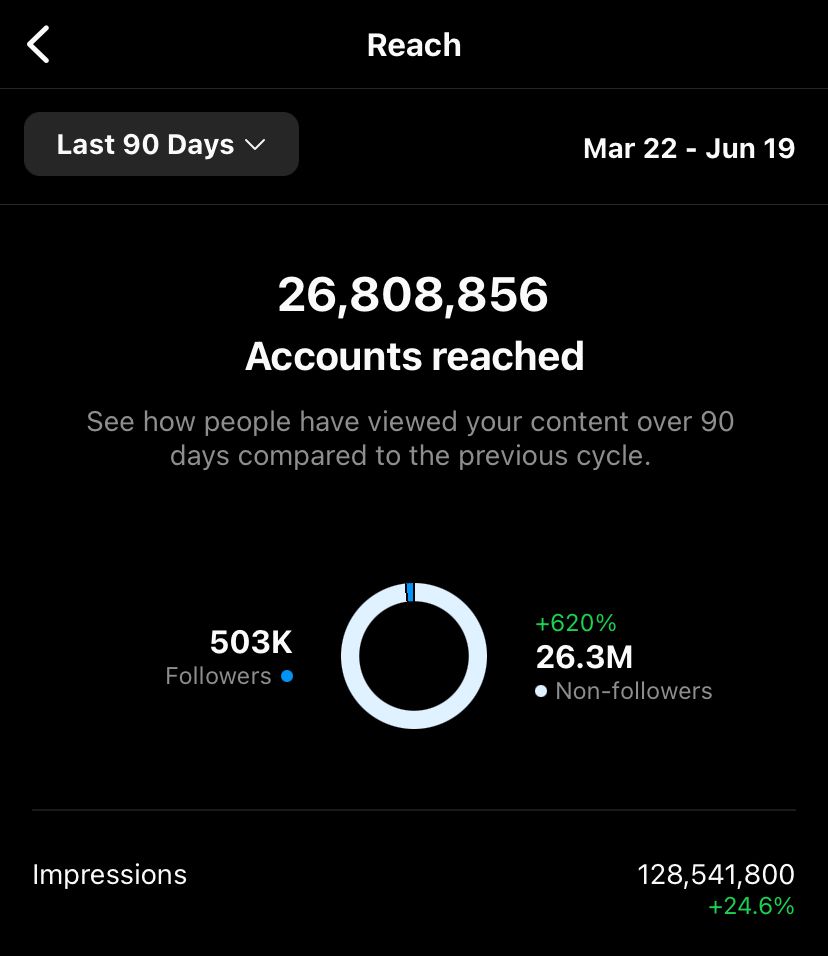 Reach
Last 90 Days
Mar 22 - Jun 19
26,808,856
Accounts reached
See how people have viewed your content over 90
days compared to the previous cycle.
503K
Followers
+620%
26.3M
Non-followers
Impressions
128,541,800
+24.6%